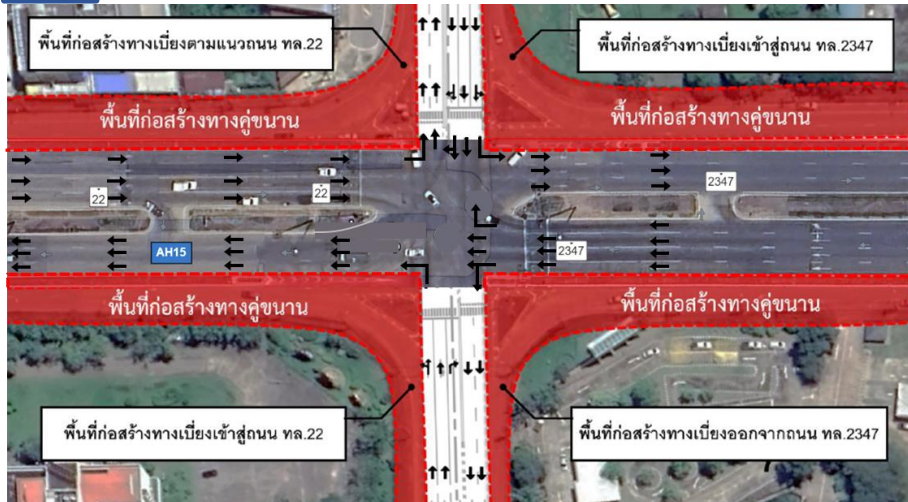 พื้นที่ก่อสร้างทางเบี่ยงตามแนวถนน ทล.22
พื้นที่ก่อสร้างทางเบี่ยงเข้าสู่ถนน ทล.2347
พื้นที่ก่อสร้างทางคู่ขนาน
พื้นที่ก่อสร้างทางคู่ขนาน
22
22
2347
AH15
2347
พื้นที่ก่อสร้างทางคู่ขนาน
พื้นที่ก่อสร้างทางคู่ขนาน
พื้นที่ก่อสร้างทางเบี่ยงเข้าสู่ถนน ทล.22
พื้นที่ก่อสร้างทางเบี่ยงออกจากถนน ทล.2347